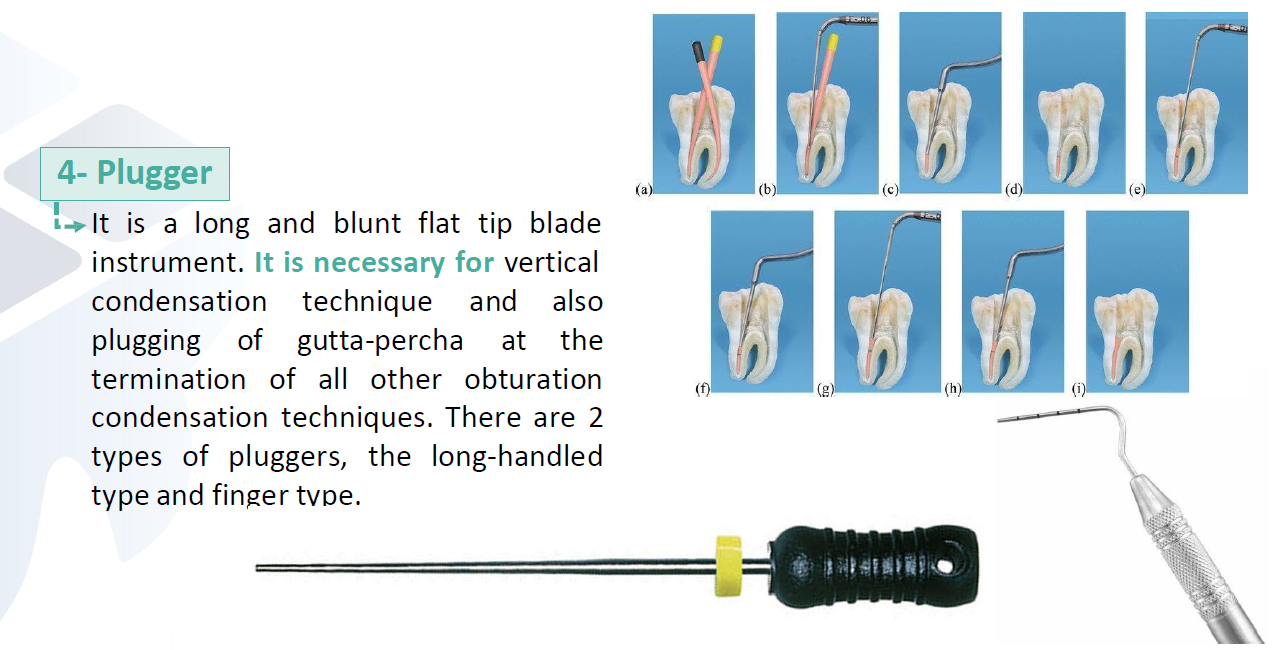 4- Plugger
It is a long and blunt flat tip blade
instrument. It is necessary for vertical
condensation technique and also
plugging of gutta-percha at the
termination of all other obturation
condensation techniques. There are 2
types of pluggers, the long-handled
type and finger type.
(a)
(b)
(c)
(d)
(e)
(f)
(g)
(h)
(i)